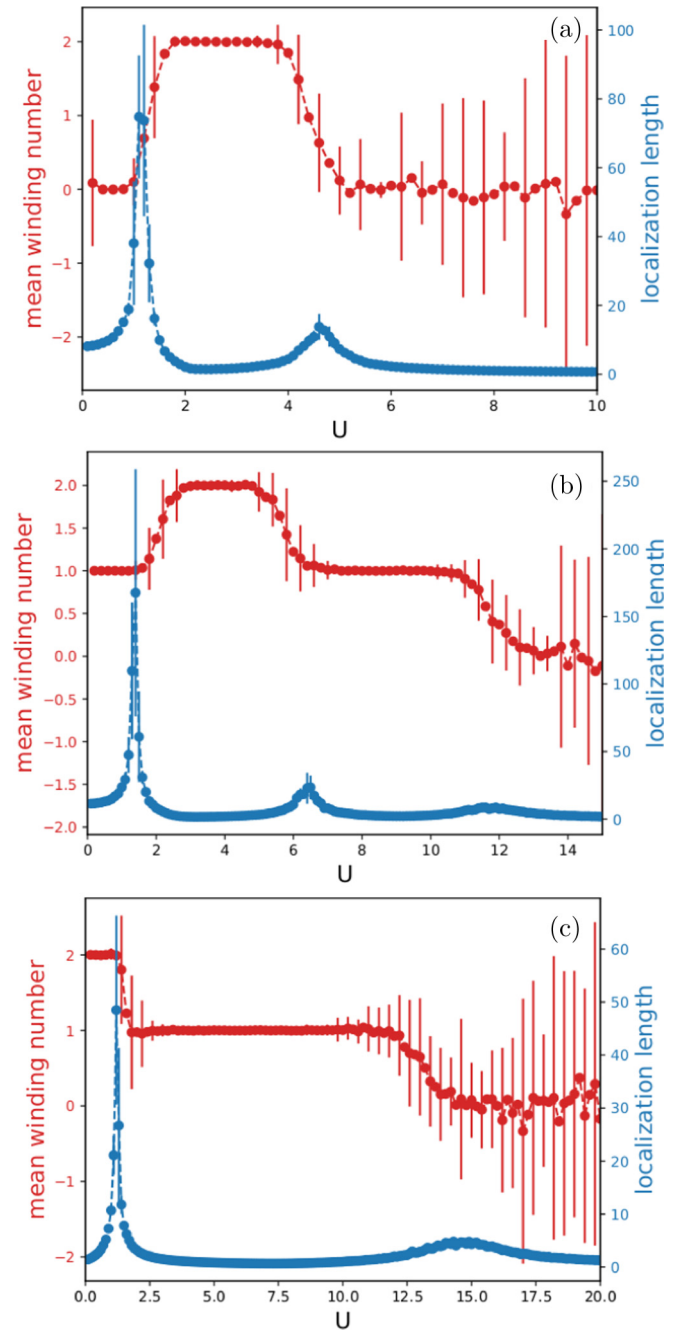 (a)
mean winding number
2
1
0
−1
−2
localization length
100
80
60
40
20
0
0 2 4 6 8 10
U
(b)
mean winding number
2.0
1.5
1.0
0.5
0.0
−0.5
−1.0
−1.5
−2.0
localization length
250
200
150
100
50
0
0 2 4 6 8 10 12 14
U
(c)
mean winding number
2
1
0
−1
−2
localization length
60
50
40
30
20
10
0
0.0 2.5 5.0 7.5 10.0 12.5 15.0 17.5 20.0
U